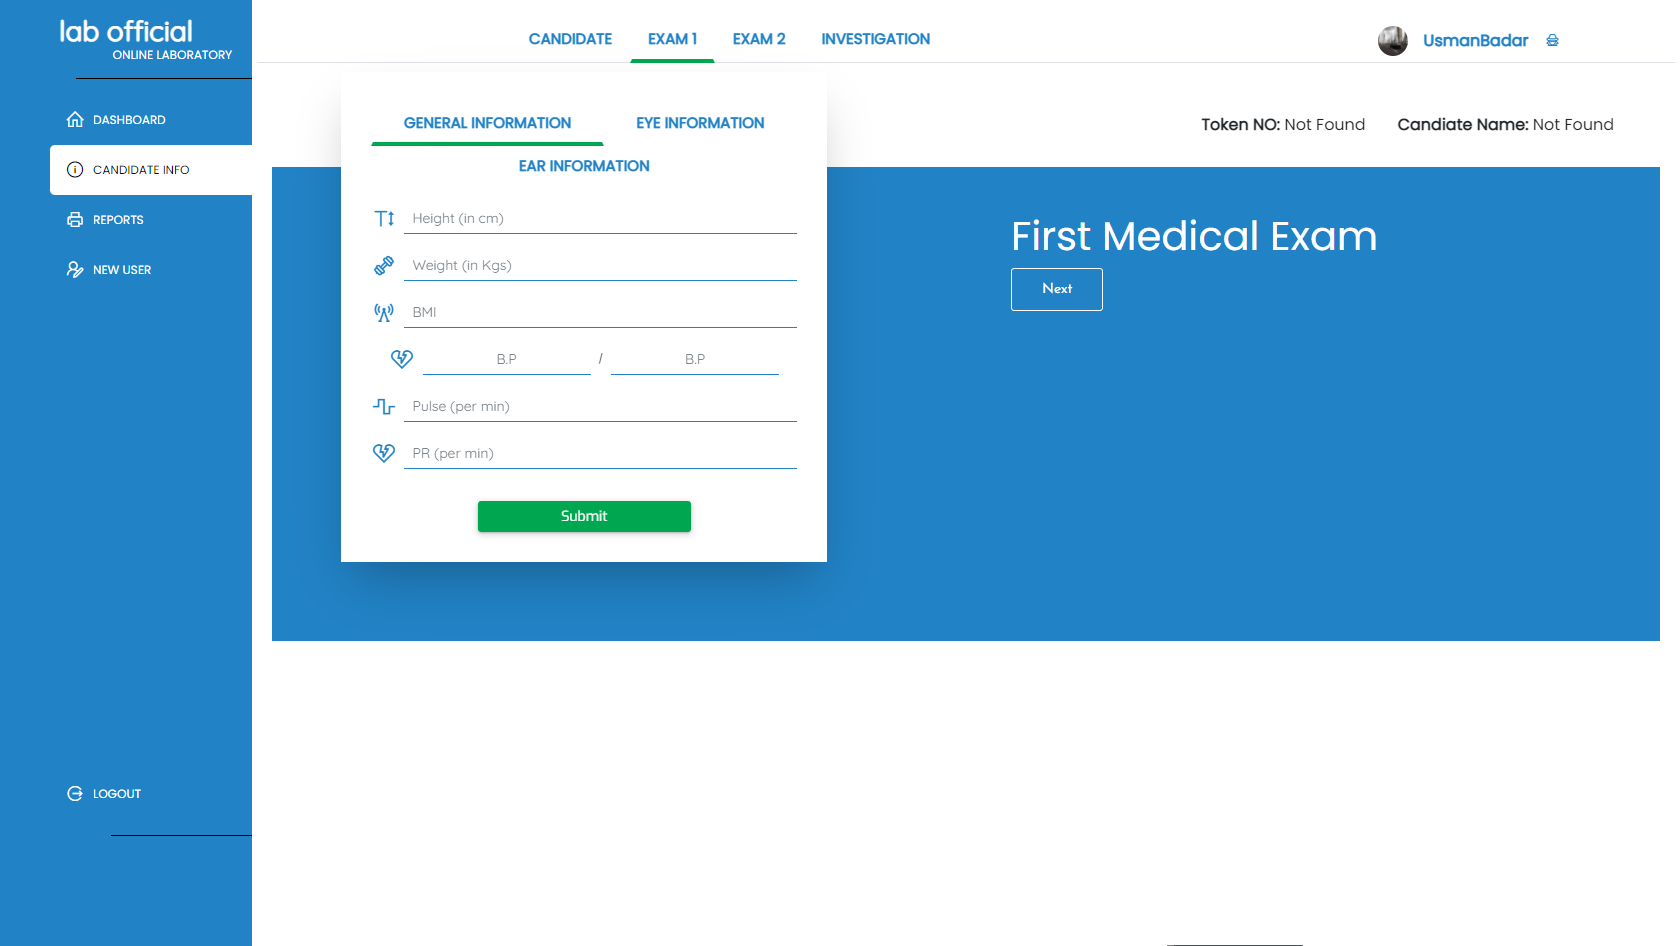 lab official
ONLINE LABORATORY
DASHBOARD
CANDIDATE INFO
REPORTS
NEW USER
LOGOUT
CANDIDATE EXAM 1 EXAM 2 INVESTIGATION
UsmanBadar
Token NO: Not Found Candiate Name: Not Found
GENERAL INFORMATION EYE INFORMATION
EAR INFORMATION
Height (in cm)
Weight (in Kgs)
BMI
B.P / B.P
Pulse (per min)
PR (per min)
Submit
First Medical Exam
Next